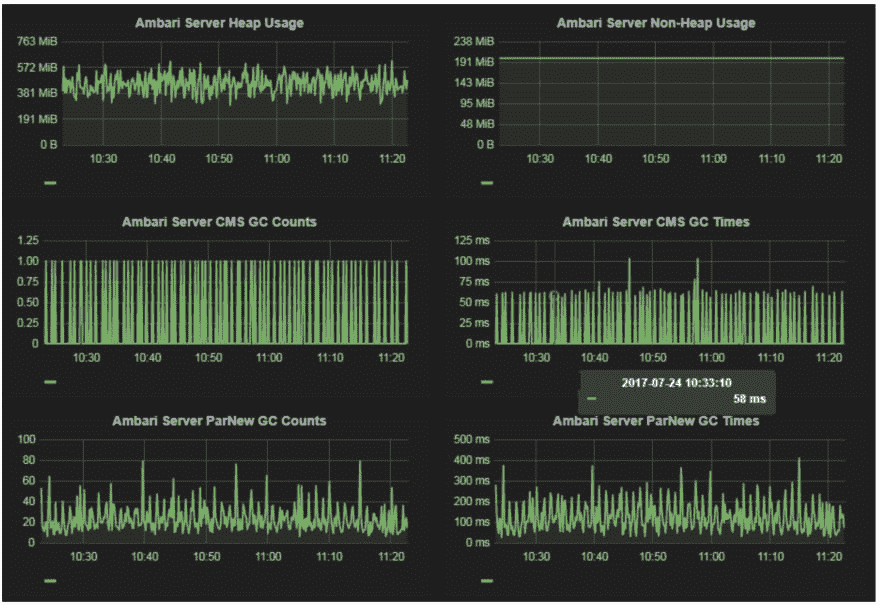 Ambari Server Heap Usage
763 MiB
572 MiB
381 MiB
191 MiB
0 B
10:30 10:40 10:50 11:00 11:10 11:20
Ambari Server Non-Heap Usage
238 MiB
191 MiB
143 MiB
95 MiB
48 MiB
0 B
10:30 10:40 10:50 11:00 11:10 11:20
Ambari Server CMS GC Counts
1.25
1.00
0.75
0.50
0.25
0
10:30 10:40 10:50 11:00 11:10 11:20
Ambari Server CMS GC Times
125 ms
100 ms
75 ms
50 ms
25 ms
0 ms
10:30 10:40 10:50 11:00 11:10 11:20
2017-07-24 10:33:10
58 ms
Ambari Server ParNew GC Counts
100
80
60
40
20
0
10:30 10:40 10:50 11:00 11:10 11:20
Ambari Server ParNew GC Times
500 ms
400 ms
300 ms
200 ms
100 ms
0 ms
10:30 10:40 10:50 11:00 11:10 11:20